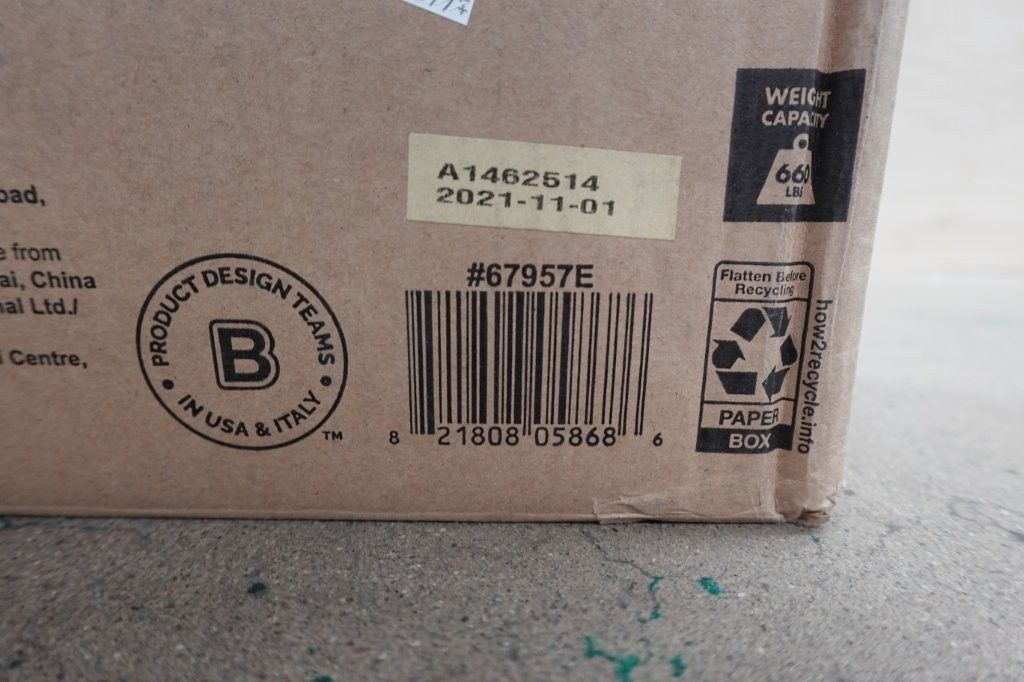 oad,
e from
ai, China
nal Ltd./
Centre,
PRODUCT DESIGN TEAMS
B
IN USA & ITALY
TM
A1462514
2021-11-01
#67957E
8 21808 05868 6
WEIGHT
CAPACITY
660
LBS
Flatten Before
Recycling
PAPER
BOX
how2recycle.info